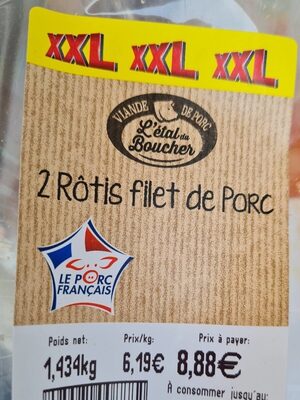 XXL XXL XXL
VIANDE DE PORC
L'étal du
Boucher
2 Rôtis filet de Porc
LE PORC
FRANÇAIS
Poids net: Prix/kg: Prix à payer:
1,434kg 6,19€ 8,88€
À consommer jusqu'au: